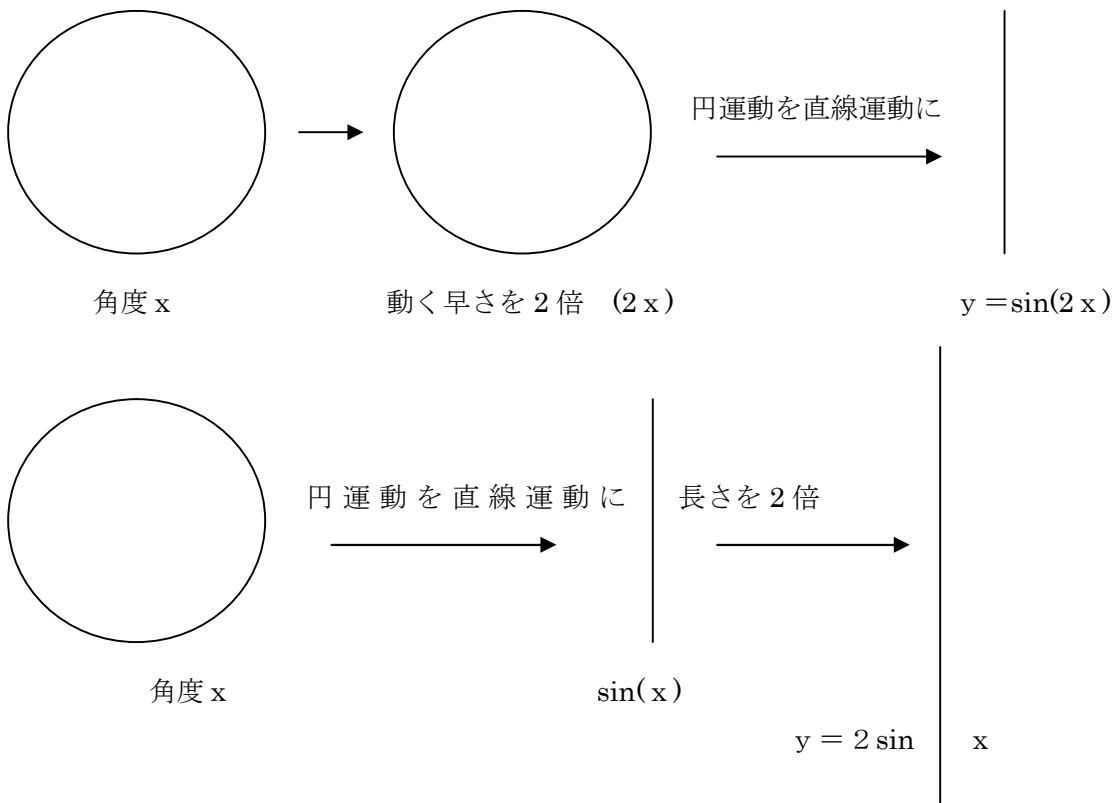 円運動を直線運動に
角度 x
動く早さを 2 倍 (2 x)
y =sin(2 x)
円運動を直線運動に
長さを 2 倍
角度 x
sin( x)
y = 2 sin x